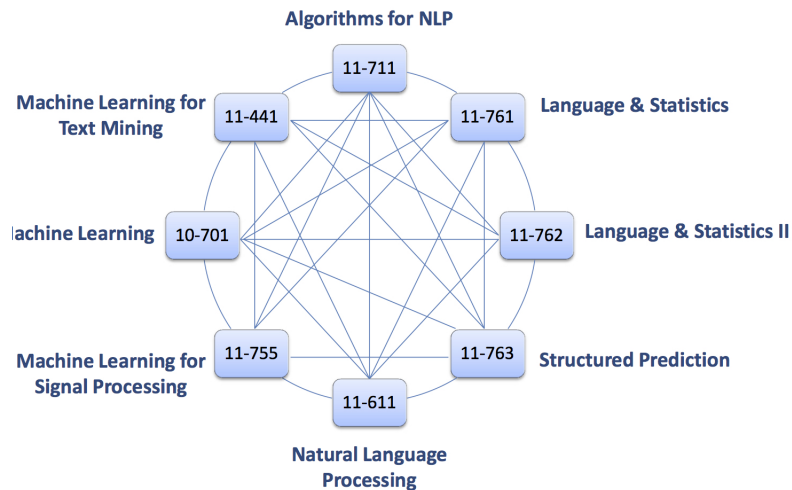 Algorithms for NLP
11-711
Machine Learning for
Text Mining
11-441
11-761
Language & Statistics
achine Learning
10-701
11-762
Language & Statistics II
Machine Learning for
Signal Processing
11-755
11-763
Structured Prediction
11-611
Natural Language
Processing